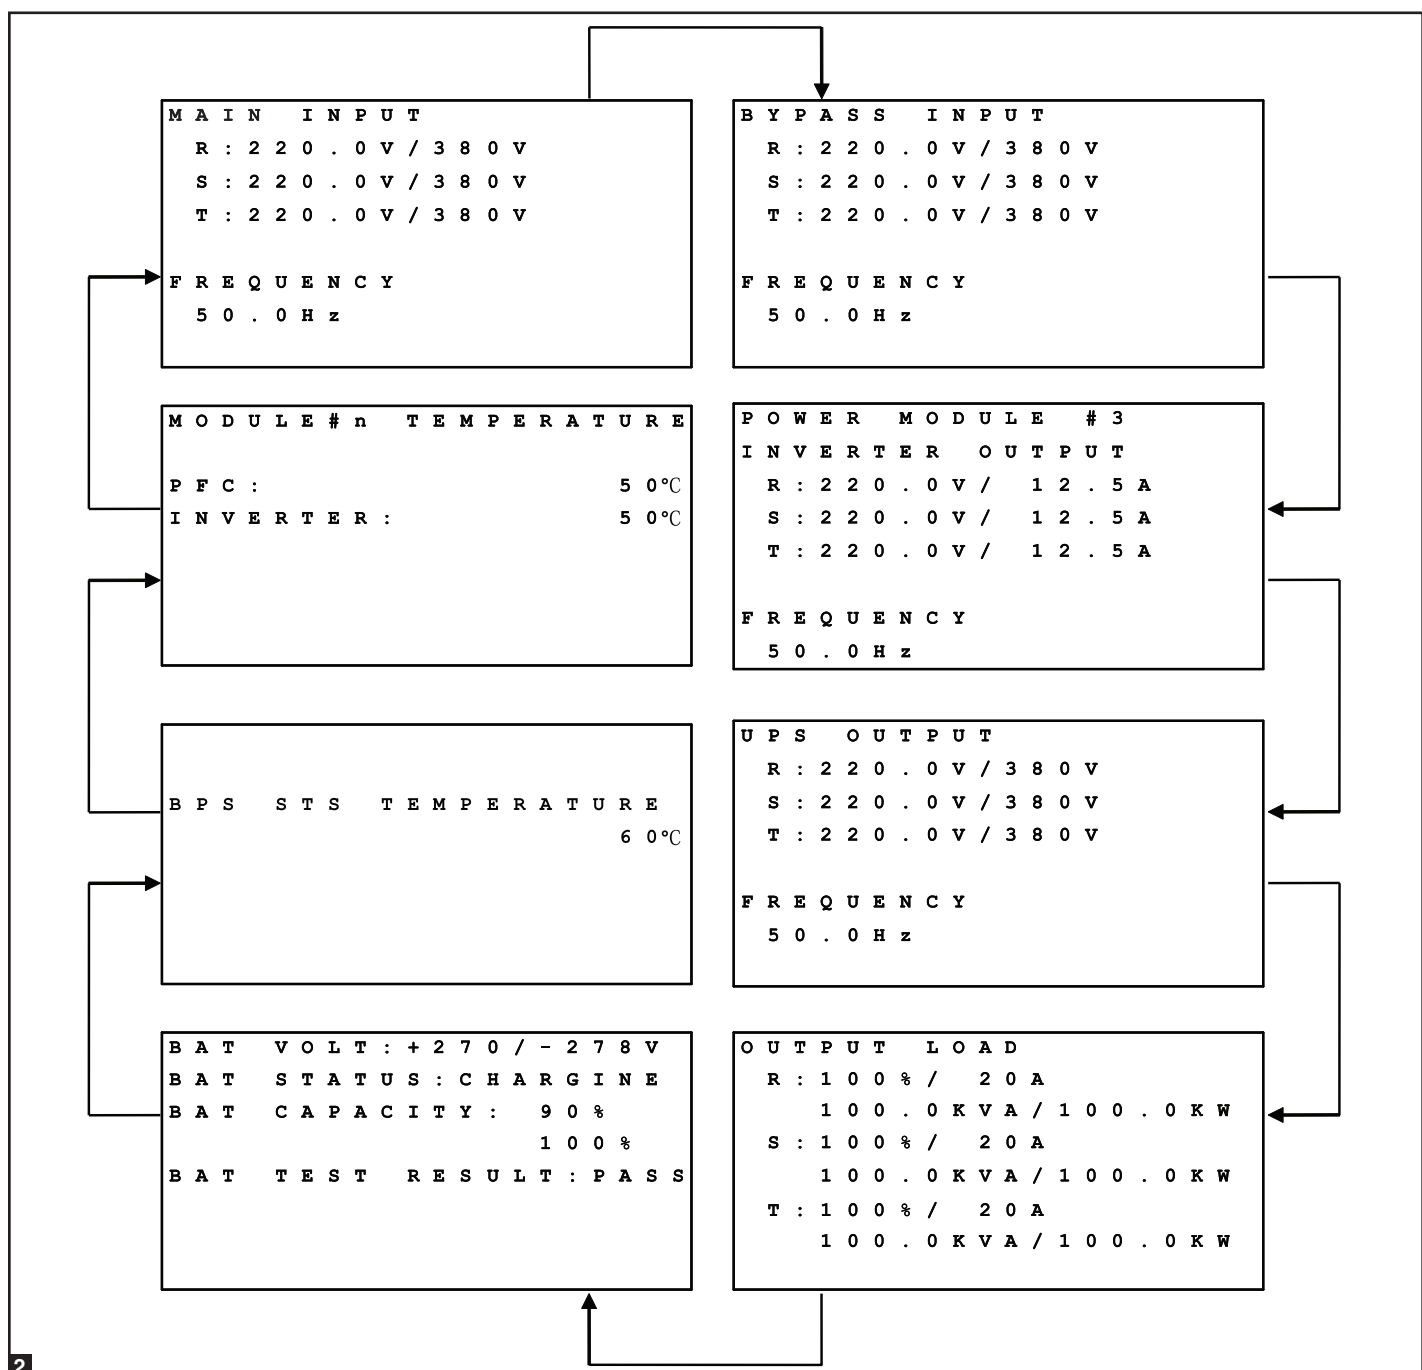 MAIN INPUT
R:220.0V/380V
S:220.0V/380V
T:220.0V/380V
FREQUENCY
50.0Hz
BYPASS INPUT
R:220.0V/380V
S:220.0V/380V
T:220.0V/380V
FREQUENCY
50.0Hz
MODULE#n TEMPERATURE
PFC: 50℃
INVERTER: 50℃
POWER MODULE #3
INVERTER OUTPUT
R:220.0V/ 12.5A
S:220.0V/ 12.5A
T:220.0V/ 12.5A
FREQUENCY
50.0Hz
BPS STS TEMPERATURE
60℃
UPS OUTPUT
R:220.0V/380V
S:220.0V/380V
T:220.0V/380V
FREQUENCY
50.0Hz
BAT VOLT:+270/-278V
BAT STATUS:CHARGINE
BAT CAPACITY: 90%
100%
BAT TEST RESULT:PASS
OUTPUT LOAD
R:100%/ 20A
100.0KVA/100.0KW
S:100%/ 20A
100.0KVA/100.0KW
T:100%/ 20A
100.0KVA/100.0KW
2